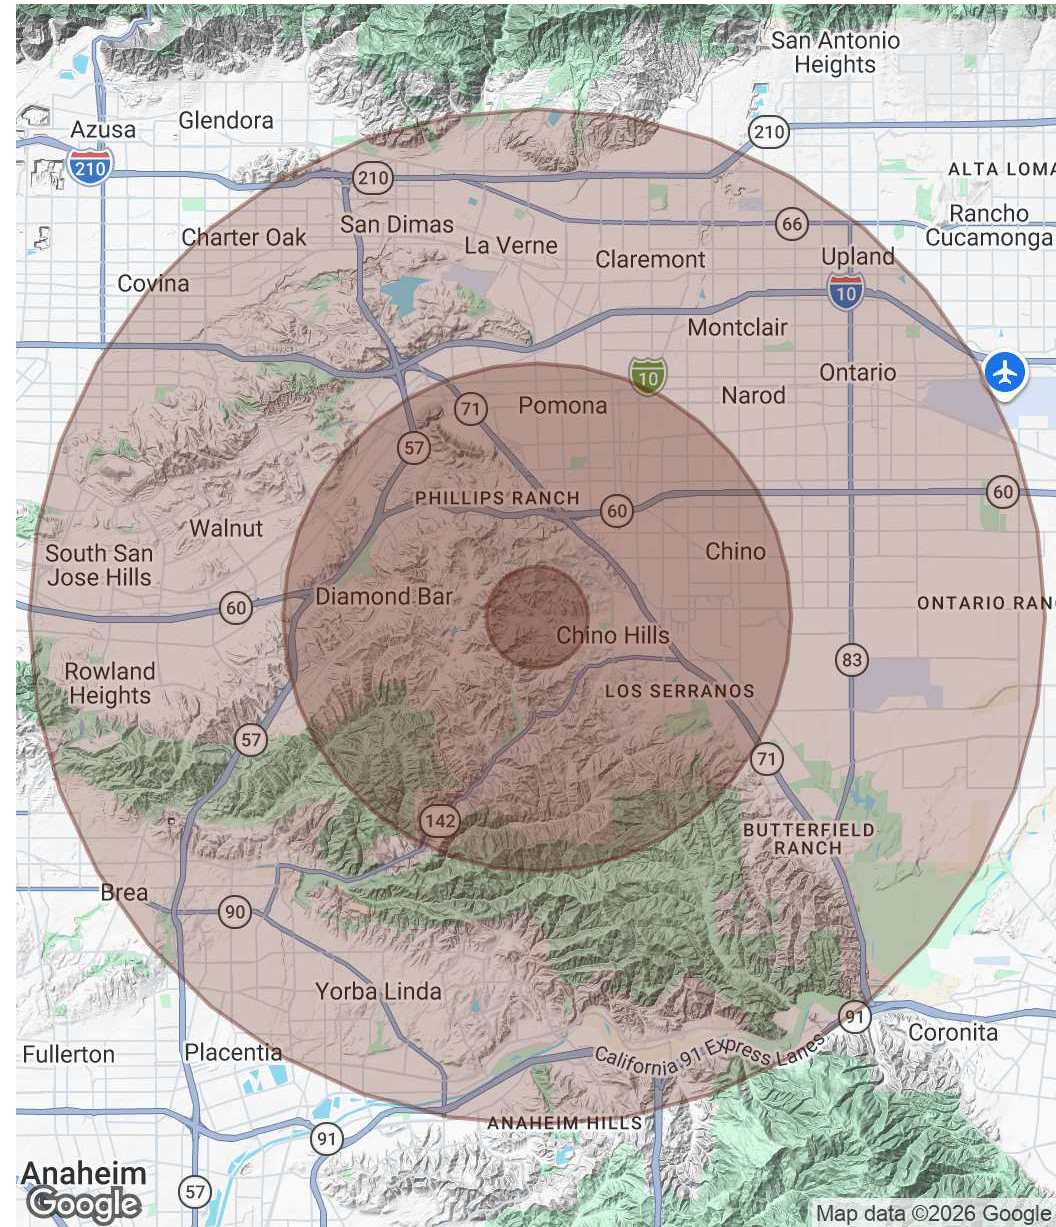 San Antonio
Heights
Glendora
Azusa
210
210
210
ALTA LOMA
Rancho
Cucamonga
San Dimas
66
Charter Oak
La Verne
Claremont
Upland
Covina
10
Montclair
10
Ontario
Narod
71
Pomona
57
PHILLIPS RANCH
60
60
Walnut
Chino
South San
Jose Hills
Diamond Bar
60
ONTARIO RAN
Chino Hills
83
Rowland
Heights
LOS SERRANOS
57
71
142
BUTTERFIELD
RANCH
Brea
90
Yorba Linda
91
Coronita
Fullerton
Placentia
California 91 Express Lanes
ANAHEIM HILLS
91
Anaheim
57
Google
Map data ©2026 Google